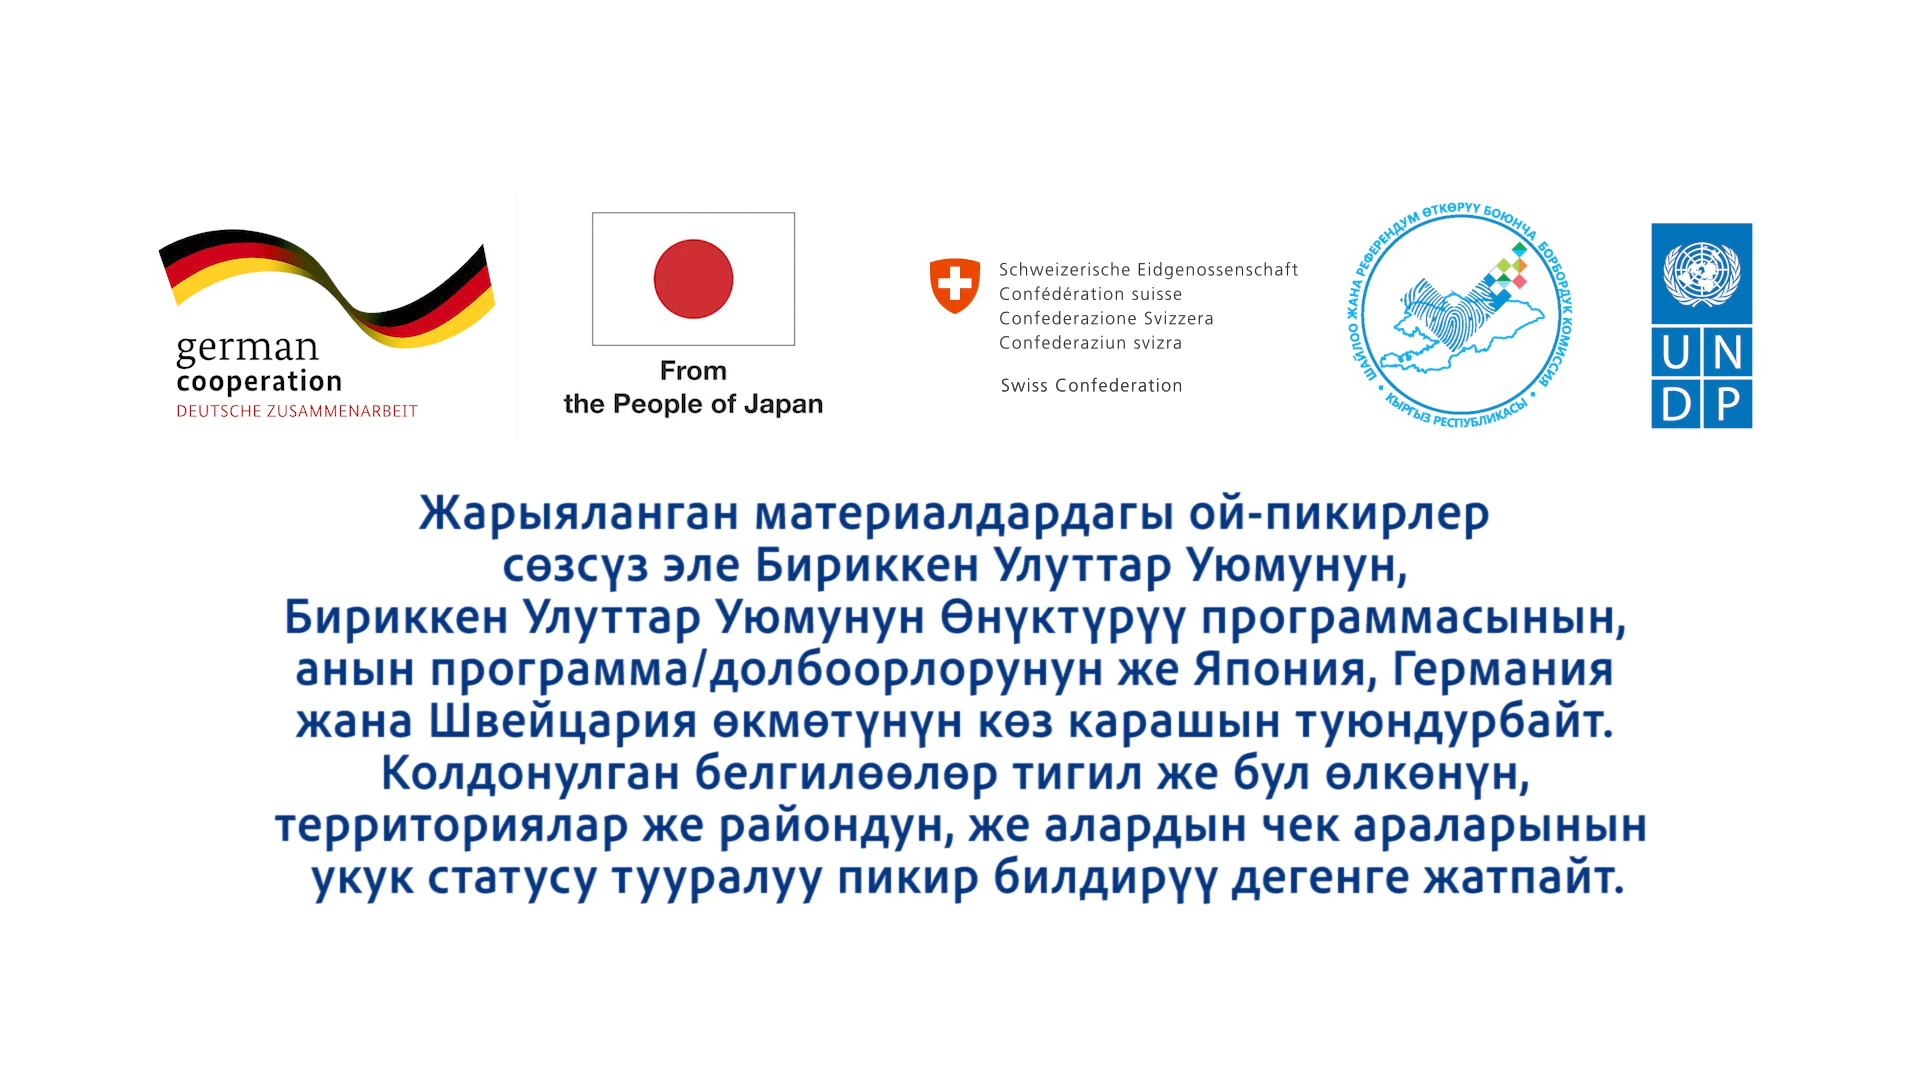 german
cooperation
DEUTSCHE ZUSAMMENARBEIT
From
the People of Japan
Schweizerische Eidgenossenschaft
Confédération suisse
Confederazione Svizzera
Confederaziun svizra
Swiss Confederation
ШАЙЛОО ЖАНА РЕФЕРЕНДУМ ӨТКӨРҮҮ БОЮНЧА БОРБОРДУК КОМИССИЯ
• КЫРГЫЗ РЕСПУБЛИКАСЫ •
U N
D P
Жарыяланган материалдардагы ой-пикирлер
сөзсүз эле Бириккен Улуттар Уюмунун,
Бириккен Улуттар Уюмунун Өнүктүрүү программасынын,
анын программа/долбоорлорунун же Япония, Германия
жана Швейцария өкмөтүнүн көз карашын туюндурбайт.
Колдонулган белгилөөлөр тигил же бул өлкөнүн,
территориялар же райондун, же алардын чек араларынын
укук статусу тууралуу пикир билдирүү дегенге жатпайт.